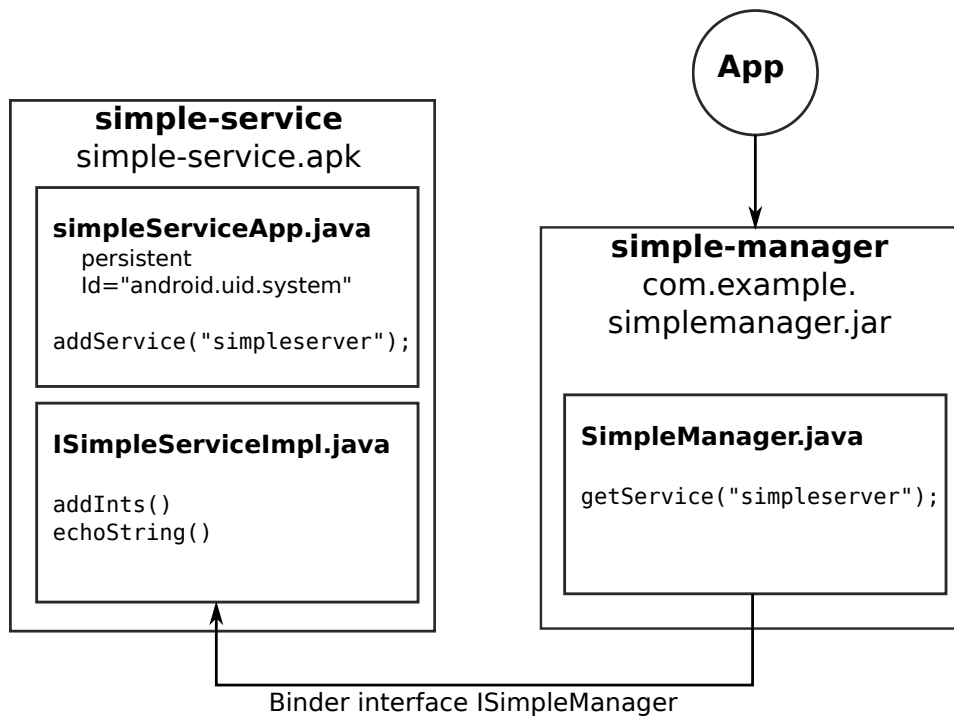 App
simple-service
simple-service.apk
simpleServiceApp.java
persistent
Id="android.uid.system"
addService("simpleserver");
ISimpleServiceImpl.java
addInts()
echoString()
simple-manager
com.example.
simplemanager.jar
SimpleManager.java
getService("simpleserver");
Binder interface ISimpleManager